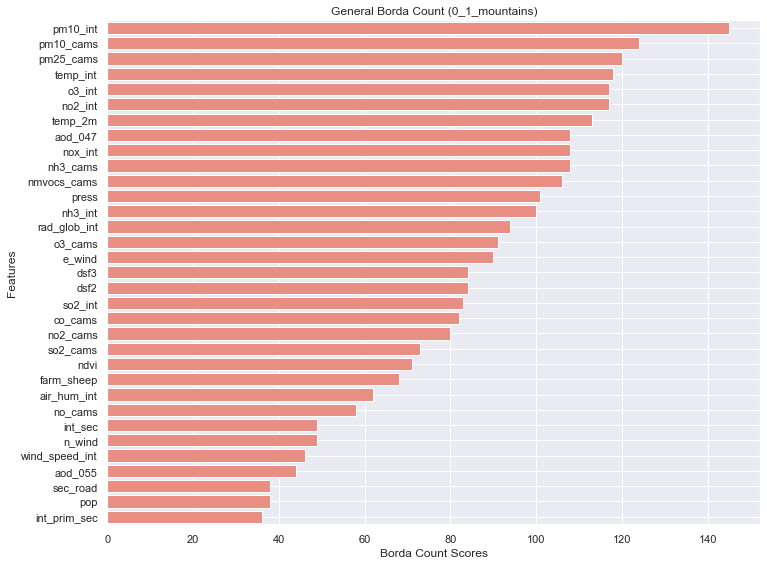 General Borda Count (0_1_mountains)
pm10_int
pm10_cams
pm25_cams
temp_int
o3_int
no2_int
temp_2m
aod_047
nox_int
nh3_cams
nmvocs_cams
press
nh3_int
rad_glob_int
o3_cams
e_wind
dsf3
dsf2
so2_int
co_cams
no2_cams
so2_cams
ndvi
farm_sheep
air_hum_int
no_cams
int_sec
n_wind
wind_speed_int
aod_055
sec_road
pop
int_prim_sec
Features
0 20 40 60 80 100 120 140
Borda Count Scores